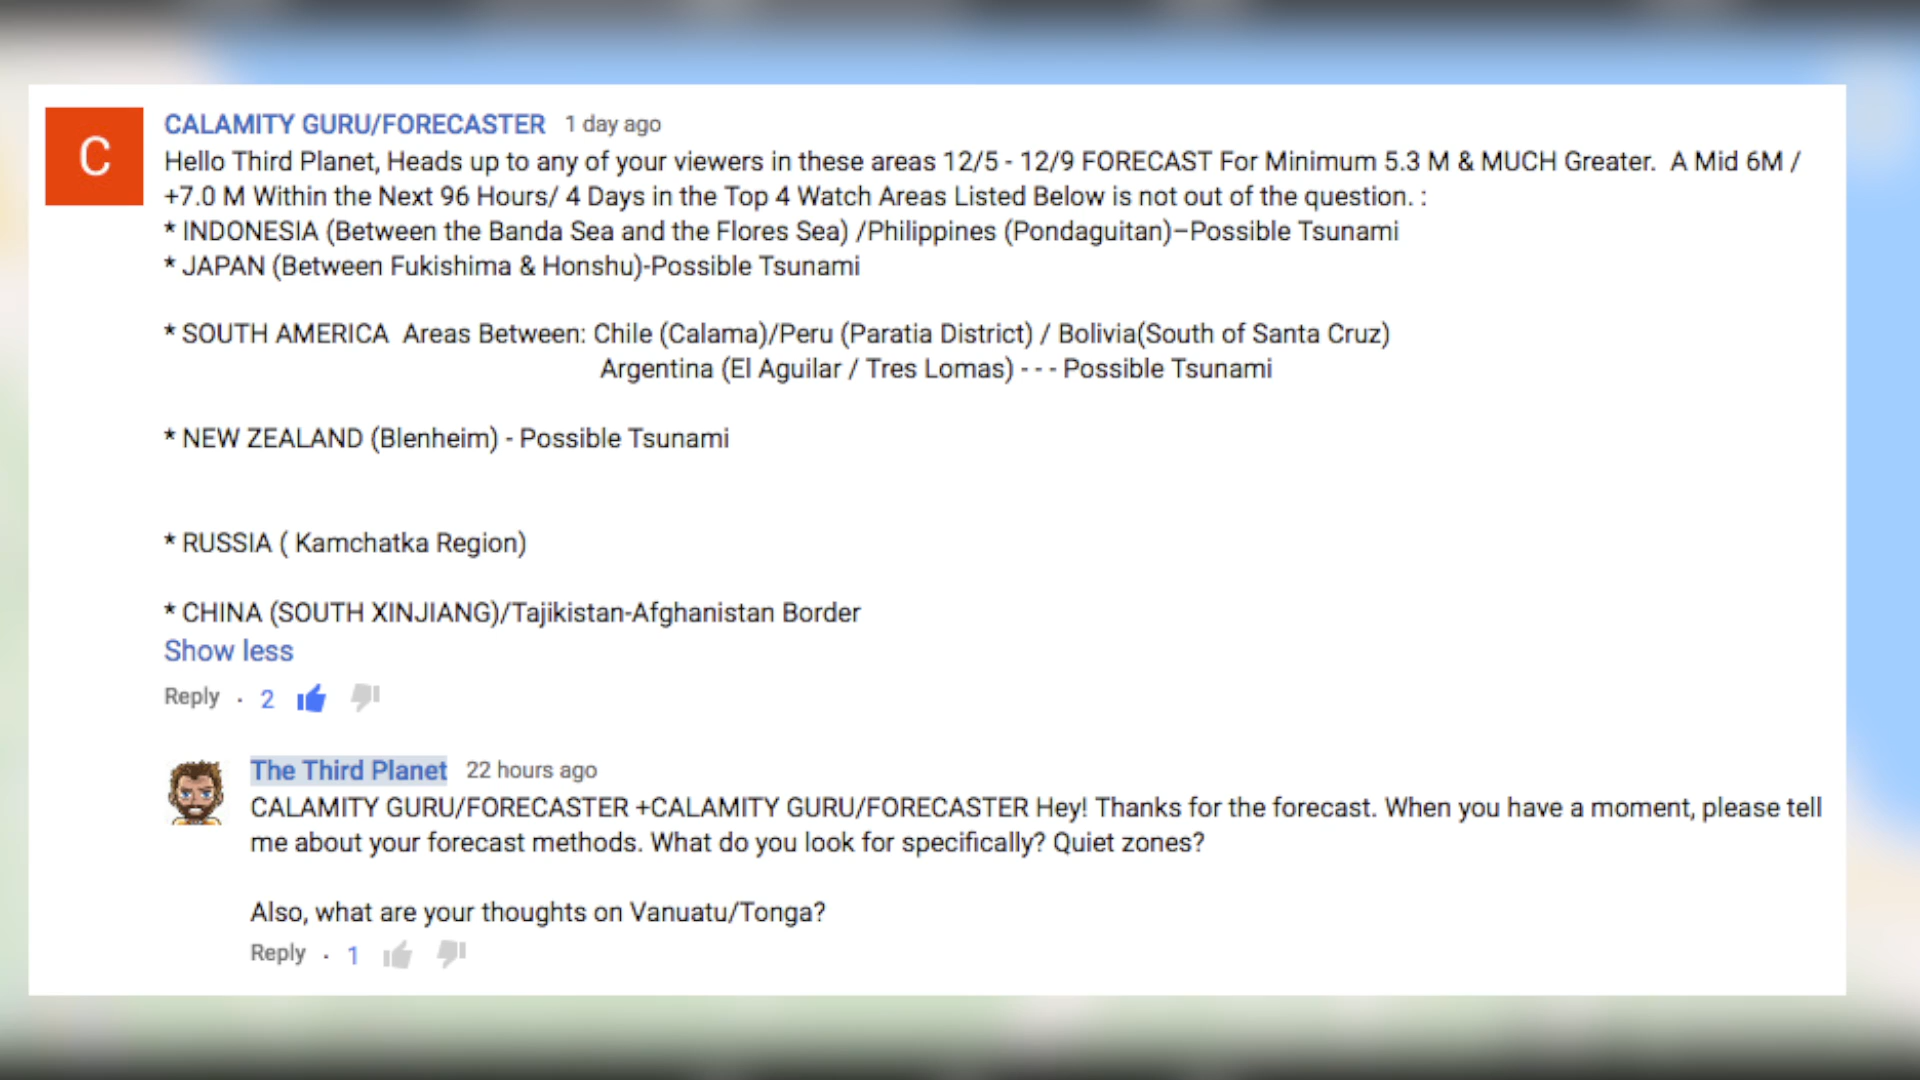 C
CALAMITY GURU/FORECASTER 1 day ago
Hello Third Planet, Heads up to any of your viewers in these areas 12/5 - 12/9 FORECAST For Minimum 5.3 M & MUCH Greater.  A Mid 6M /
+7.0 M Within the Next 96 Hours/ 4 Days in the Top 4 Watch Areas Listed Below is not out of the question. :
* INDONESIA (Between the Banda Sea and the Flores Sea) /Philippines (Pondaguitan)–Possible Tsunami
* JAPAN (Between Fukishima & Honshu)-Possible Tsunami
* SOUTH AMERICA  Areas Between: Chile (Calama)/Peru (Paratia District) / Bolivia(South of Santa Cruz)
Argentina (El Aguilar / Tres Lomas) - - - Possible Tsunami
* NEW ZEALAND (Blenheim) - Possible Tsunami
* RUSSIA ( Kamchatka Region)
* CHINA (SOUTH XINJIANG)/Tajikistan-Afghanistan Border
Show less
Reply · 2
The Third Planet 22 hours ago
CALAMITY GURU/FORECASTER +CALAMITY GURU/FORECASTER Hey! Thanks for the forecast. When you have a moment, please tell
me about your forecast methods. What do you look for specifically? Quiet zones?
Also, what are your thoughts on Vanuatu/Tonga?
Reply · 1